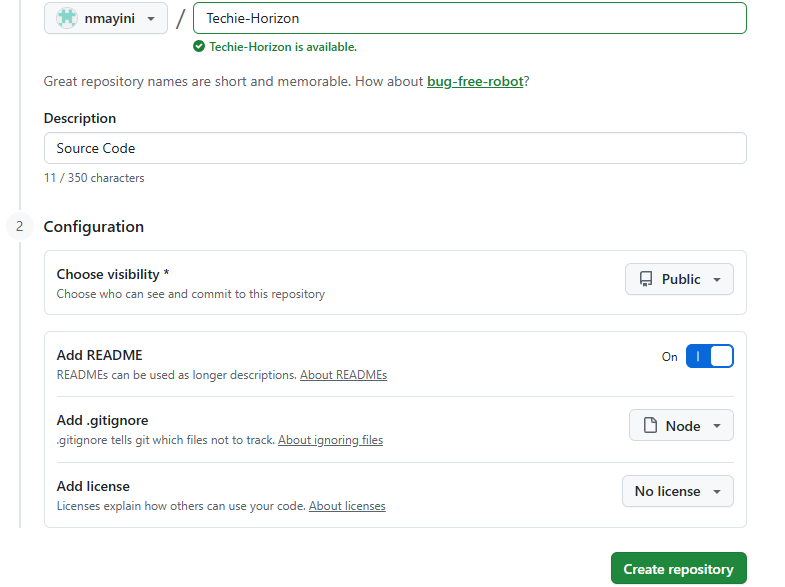 nmayini / Techie-Horizon
Techie-Horizon is available.
Great repository names are short and memorable. How about bug-free-robot?
Description
Source Code
11 / 350 characters
2 Configuration
Choose visibility *
Choose who can see and commit to this repository
Public
Add README
READMEs can be used as longer descriptions. About READMEs
On
Add .gitignore
.gitignore tells git which files not to track. About ignoring files
Node
Add license
Licenses explain how others can use your code. About licenses
No license
Create repository